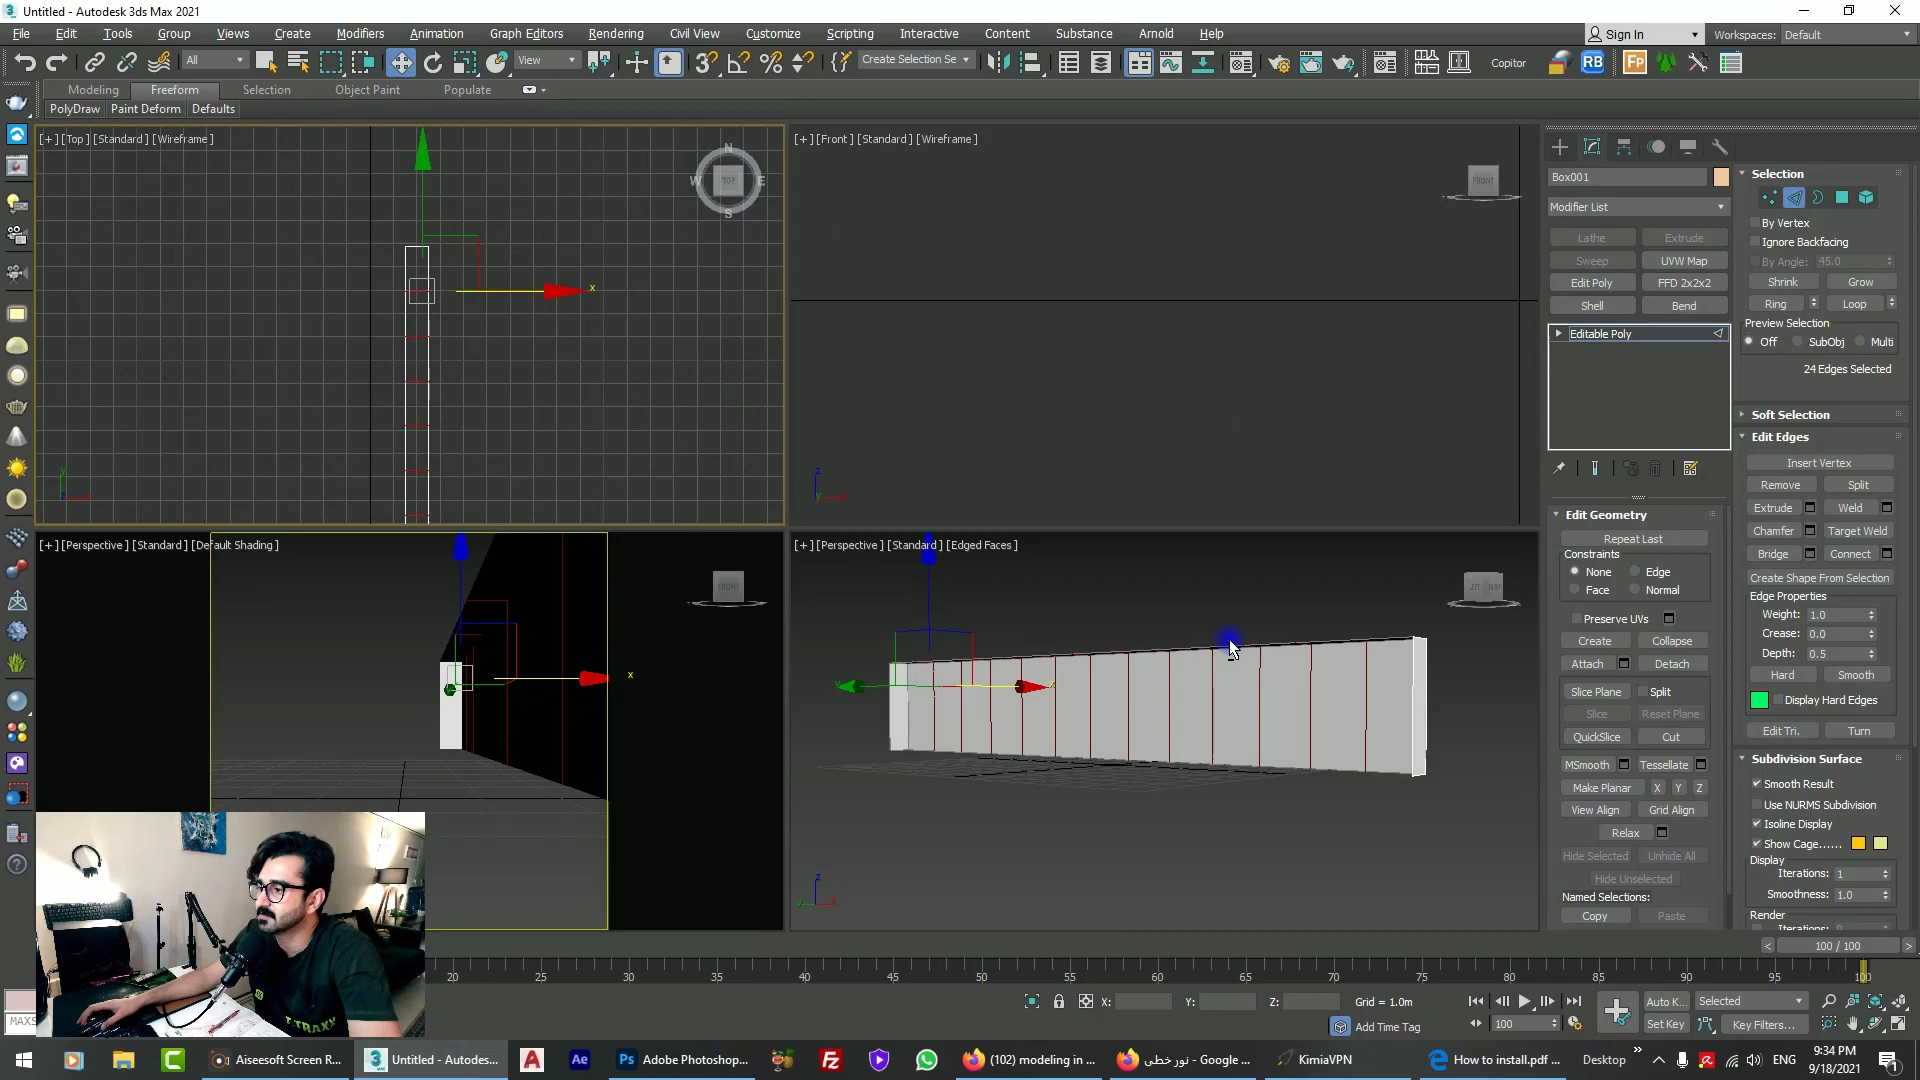 Untitled - Autodesk 3ds Max 2021
File Edit Tools Group Views Create Modifiers Animation Graph Editors Rendering Civil View Customize Scripting Interactive Content Substance Arnold Help
Sign In Workspaces: Default
All View Create Selection Se Copitor
Modeling Freeform Selection Object Paint Populate
PolyDraw Paint Deform Defaults
[+] [Top] [Standard] [Wireframe]
N W E S TOP
x y
[+] [Front] [Standard] [Wireframe]
FRONT
z
[+] [Perspective] [Standard] [Default Shading]
FRONT
x
[+] [Perspective] [Standard] [Edged Faces]
y x
z
Box001
Modifier List
Lathe Extrude
Sweep UVW Map
Edit Poly FFD 2x2x2
Shell Bend
Editable Poly
Edit Geometry
Repeat Last
Constraints
None Edge
Face Normal
Preserve UVs
Create Collapse
Attach Detach
Slice Plane Split
Slice Reset Plane
QuickSlice Cut
MSmooth Tessellate
Make Planar X Y Z
View Align Grid Align
Relax
Hide Selected Unhide All
Hide Unselected
Named Selections:
Copy Paste
Selection
By Vertex
Ignore Backfacing
By Angle: 45.0
Shrink Grow
Ring Loop
Preview Selection
Off SubObj Multi
24 Edges Selected
Soft Selection
Edit Edges
Insert Vertex
Remove Split
Extrude Weld
Chamfer Target Weld
Bridge Connect
Create Shape From Selection
Edge Properties
Weight: 1.0
Crease: 0.0
Depth: 0.5
Hard Smooth
Display Hard Edges
Edit Tri. Turn
Subdivision Surface
Smooth Result
Use NURMS Subdivision
Isoline Display
Show Cage......
Display
Iterations: 1
Smoothness: 1.0
Render
< 100 / 100 >
20 25 30 35 40 45 50 55 60 65 70 75 80 85 90 95 100
X: Y: Z: Grid = 1.0m
Add Time Tag
100
Auto K... Selected
Set Key Key Filters...
MAXS
T-TRAXX
Aiseesoft Screen R... Untitled - Autodes... Adobe Photoshop... (102) modeling in ... نور خطی - Google ... KimiaVPN How to install.pdf ... Desktop ENG
9:34 PM
9/18/2021